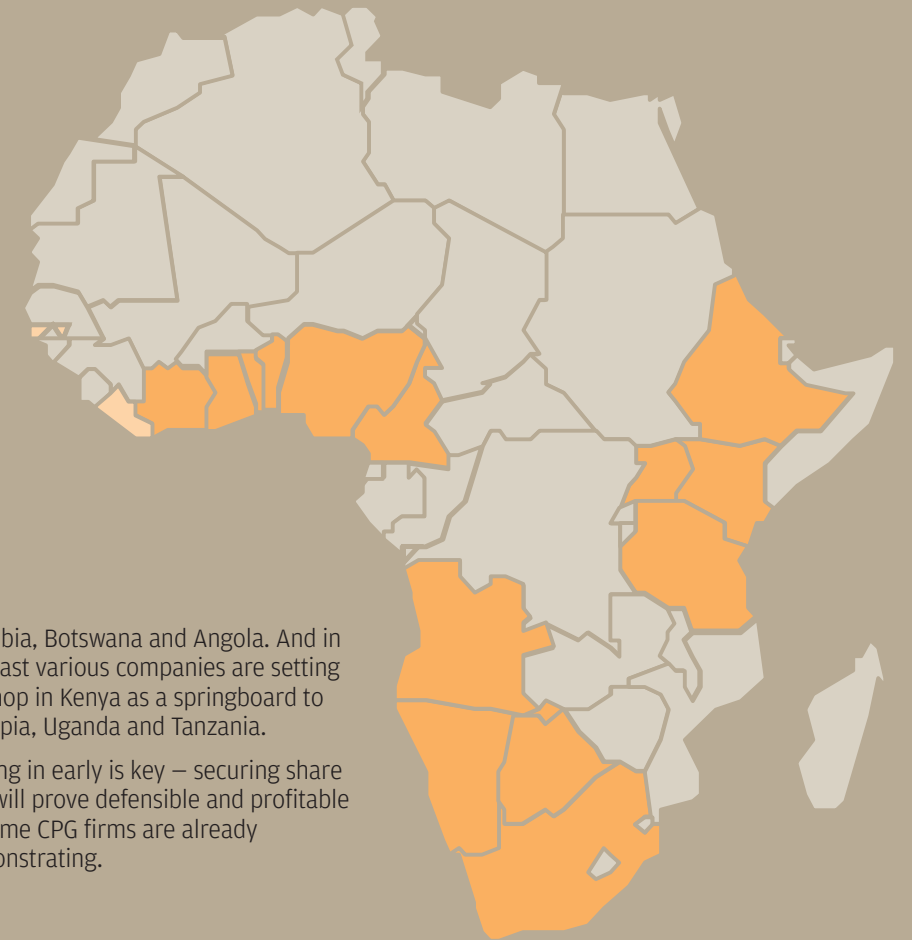 bia, Botswana and Angola. And in
ast various companies are setting
hop in Kenya as a springboard to
pia, Uganda and Tanzania.
ng in early is key – securing share
will prove defensible and profitable
me CPG firms are already
onstrating.